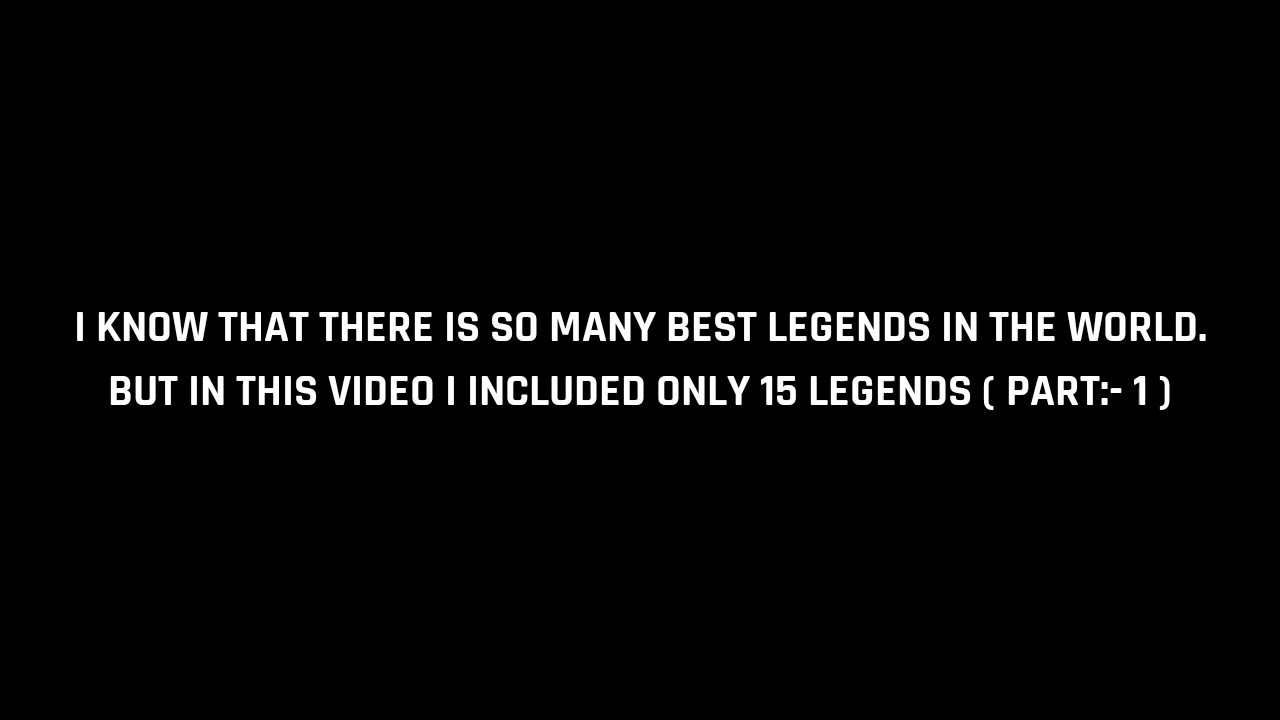 I KNOW THAT THERE IS SO MANY BEST LEGENDS IN THE WORLD.
BUT IN THIS VIDEO I INCLUDED ONLY 15 LEGENDS ( PART:- 1 )